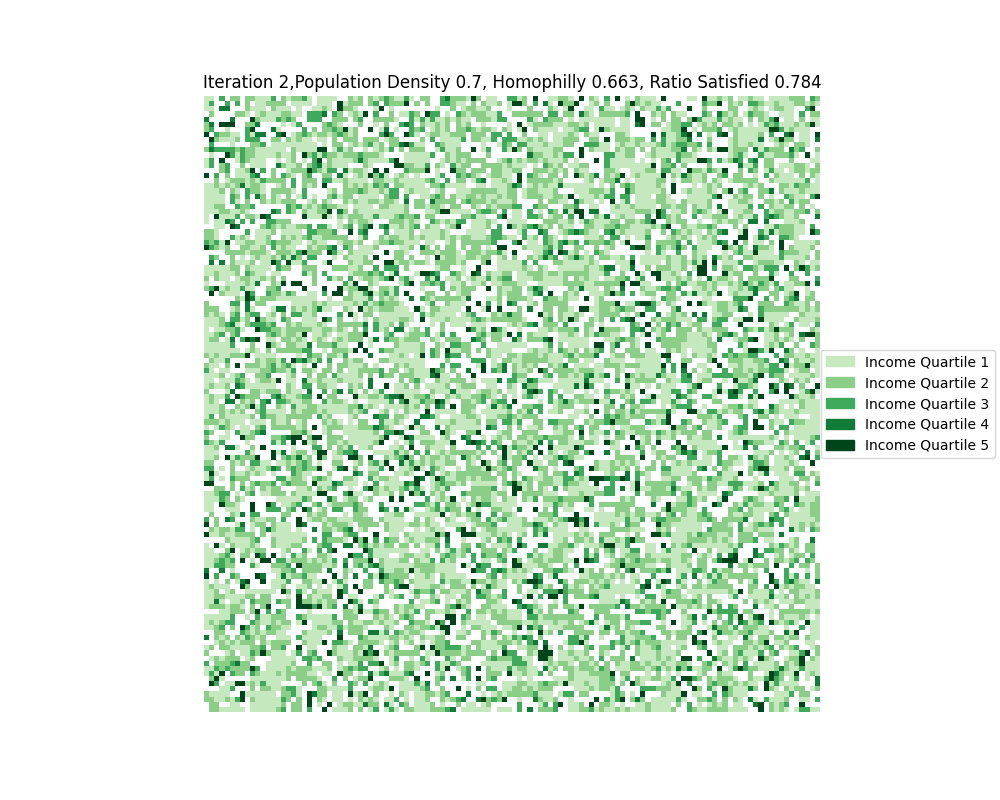 Iteration 2,Population Density 0.7, Homophilly 0.663, Ratio Satisfied 0.784
Income Quartile 1
Income Quartile 2
Income Quartile 3
Income Quartile 4
Income Quartile 5